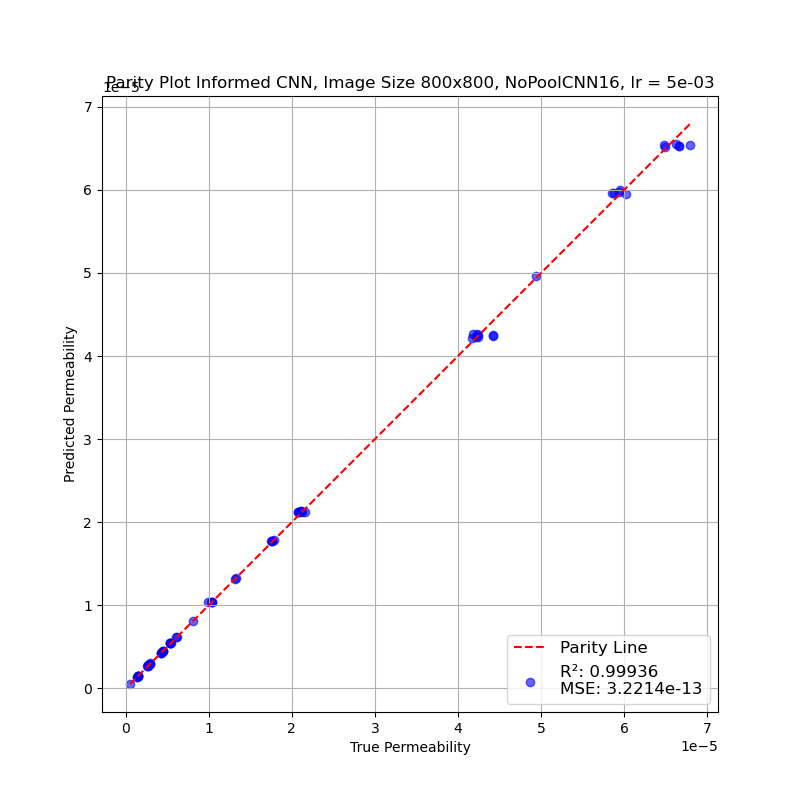 Parity Plot Informed CNN, Image Size 800x800, NoPoolCNN16, lr = 5e-03
1e−5
7
6
5
4
3
2
1
0
Predicted Permeability
Parity Line
R²: 0.99936
MSE: 3.2214e-13
0 1 2 3 4 5 6 7
1e−5
True Permeability